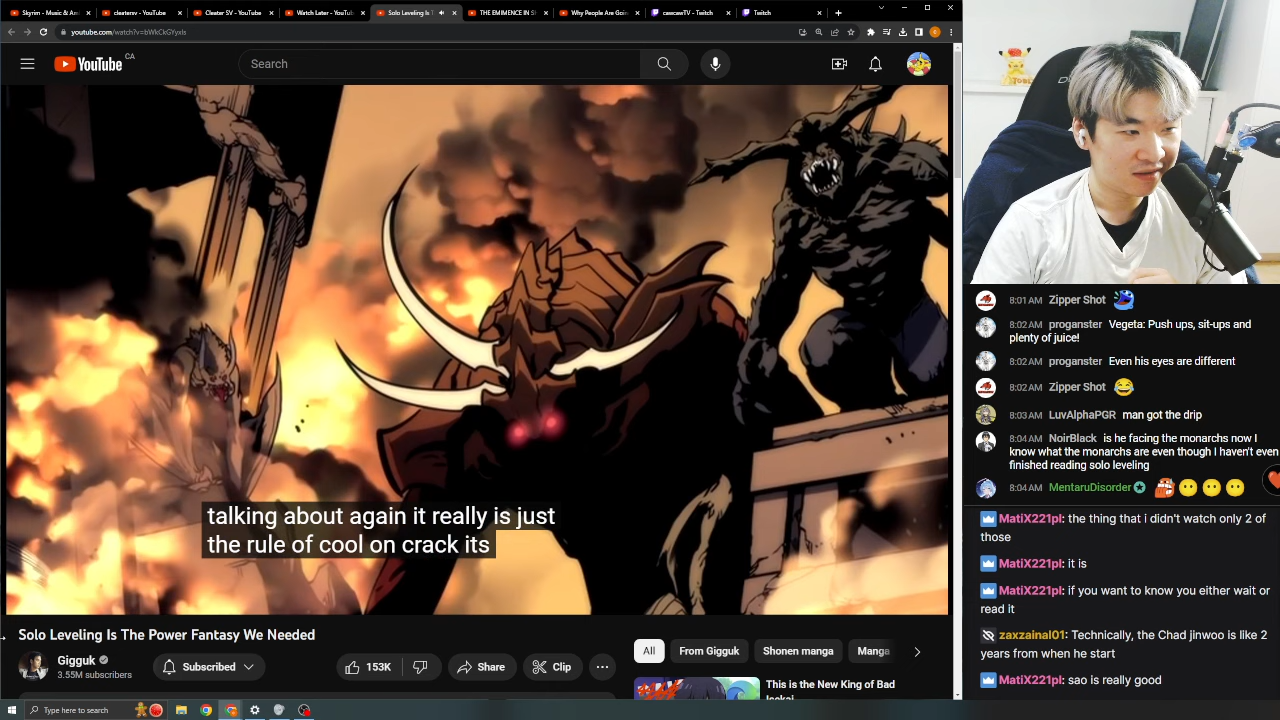 Skyrim - Music & An
cleatersv - YouTube
Cleater SV - YouTube
Watch Later - YouTub
Solo Leveling Is T
THE EMIMENCE IN S
Why People Are Goin
cawcawTV - Twitch
Twitch
youtube.com/watch?v=bWkCkGYyxls
YouTube CA
Search
talking about again it really is just
the rule of cool on crack its
Solo Leveling Is The Power Fantasy We Needed
Gigguk
3.55M subscribers
Subscribed
153K
Share
Clip
All
From Gigguk
Shonen manga
Manga
This is the New King of Bad
Isekai
Type here to search
8:01 AM Zipper Shot
8:02 AM proganster Vegeta: Push ups, sit-ups and
plenty of juice!
8:02 AM proganster Even his eyes are different
8:02 AM Zipper Shot
8:03 AM LuvAlphaPGR man got the drip
8:04 AM NoirBlack is he facing the monarchs now I
know what the monarchs are even though I haven't even
finished reading solo leveling
8:04 AM MentaruDisorder
MatiX221pl: the thing that i didn't watch only 2 of
those
MatiX221pl: it is
MatiX221pl: if you want to know you either wait or
read it
zaxzainal01: Technically, the Chad jinwoo is like 2
years from when he start
MatiX221pl: sao is really good